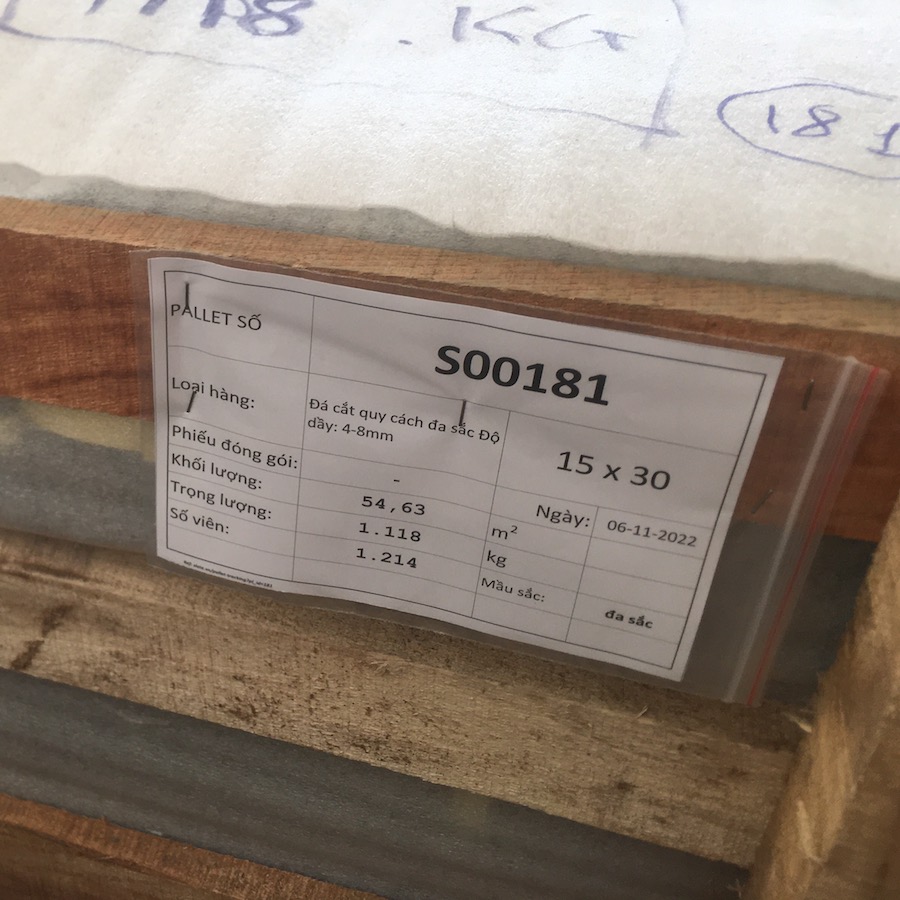 1118 . KG
181
PALLET SỐ
S00181
Loại hàng:
Đá cắt quy cách đa sắc Độ
dầy: 4-8mm
15 x 30
Phiếu đóng gói:
-
Ngày:
06-11-2022
Khối lượng:
54,63
m²
Trọng lượng:
1.118
kg
Số viên:
1.214
Mầu sắc:
đa sắc